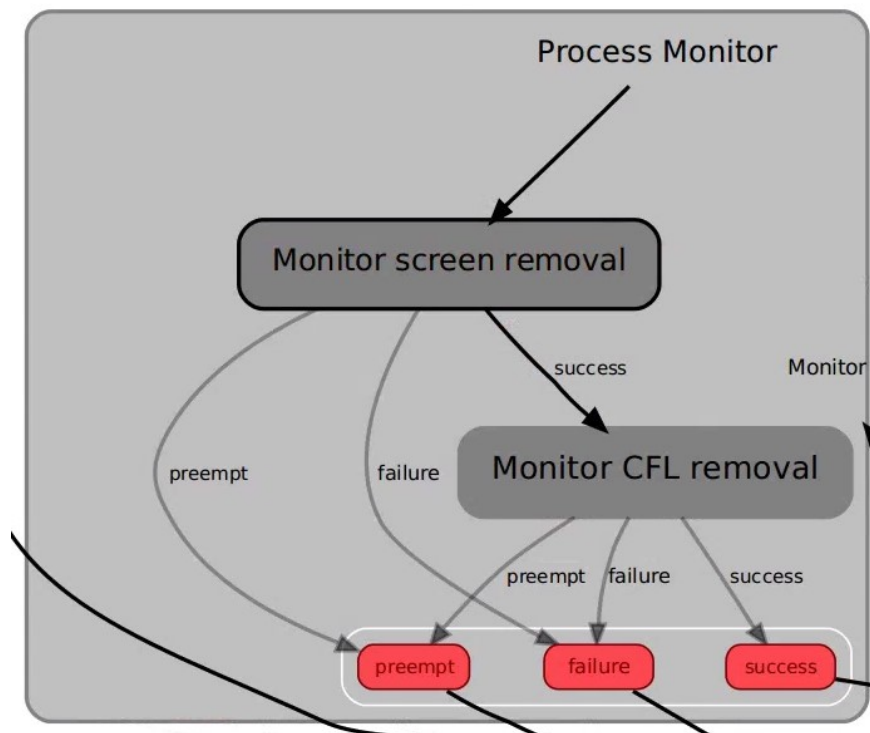 Process Monitor
Monitor screen removal
success
Monitor
Monitor CFL removal
preempt
failure
preempt
failure
success
preempt
failure
success